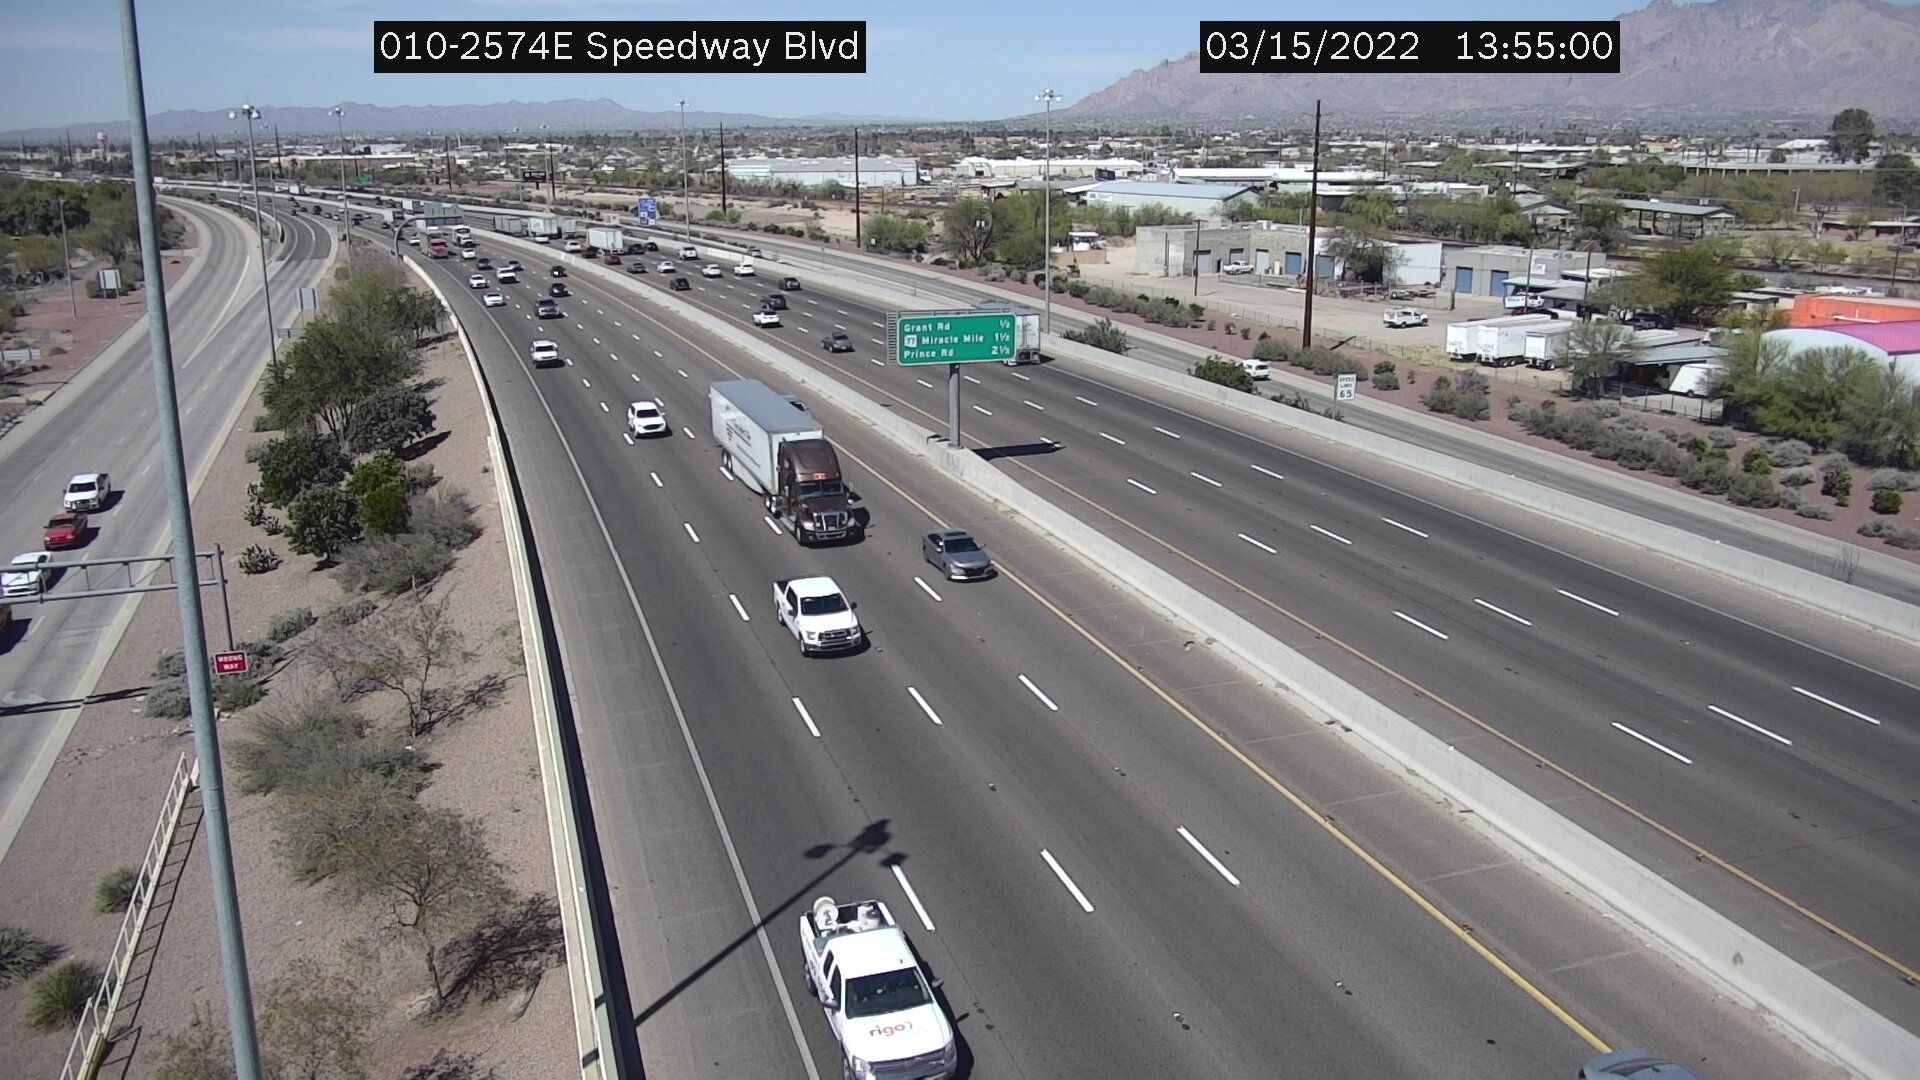 010-2574E Speedway Blvd
03/15/2022 13:55:00
Grant Rd ½
77 Miracle Mile 1½
Prince Rd 2½
SPEED
LIMIT
65
WRONG
WAY
rigo